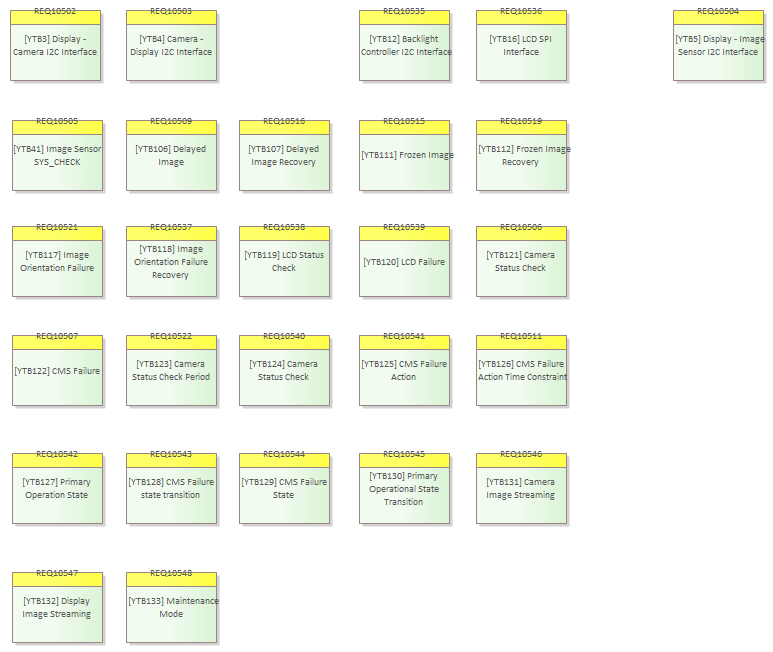 REQ10502
[YTB3] Display -
Camera I2C Interface
REQ10503
[YTB4] Camera -
Display I2C Interface
REQ10535
[YTB12] Backlight
Controller I2C Interface
REQ10536
[YTB16] LCD SPI
Interface
REQ10504
[YTB5] Display - Image
Sensor I2C Interface
REQ10505
[YTB41] Image Sensor
SYS_CHECK
REQ10509
[YTB106] Delayed
Image
REQ10516
[YTB107] Delayed
Image Recovery
REQ10515
[YTB111] Frozen Image
REQ10519
[YTB112] Frozen Image
Recovery
REQ10521
[YTB117] Image
Orientation Failure
REQ10537
[YTB118] Image
Orientation Failure
Recovery
REQ10538
[YTB119] LCD Status
Check
REQ10539
[YTB120] LCD Failure
REQ10506
[YTB121] Camera
Status Check
REQ10507
[YTB122] CMS Failure
REQ10522
[YTB123] Camera
Status Check Period
REQ10540
[YTB124] Camera
Status Check
REQ10541
[YTB125] CMS Failure
Action
REQ10511
[YTB126] CMS Failure
Action Time Constraint
REQ10542
[YTB127] Primary
Operation State
REQ10543
[YTB128] CMS Failure
state transition
REQ10544
[YTB129] CMS Failure
State
REQ10545
[YTB130] Primary
Operational State
Transition
REQ10546
[YTB131] Camera
Image Streaming
REQ10547
[YTB132] Display
Image Streaming
REQ10548
[YTB133] Maintenance
Mode